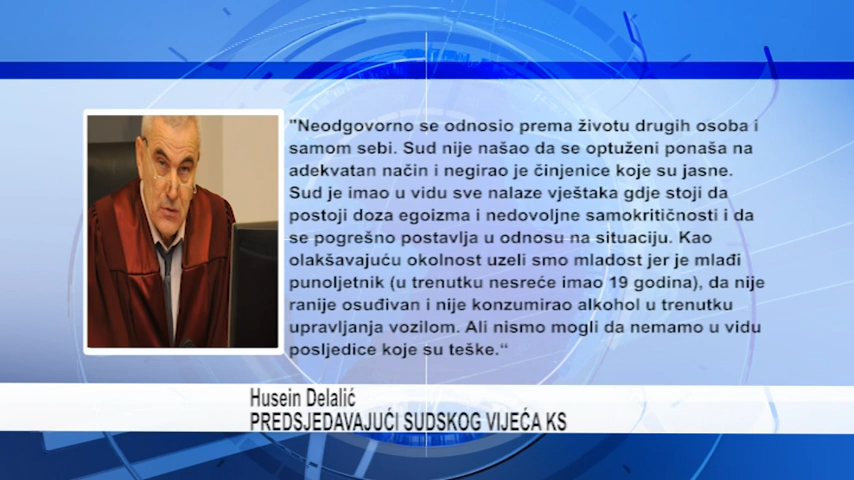 "Neodgovorno se odnosio prema životu drugih osoba i
samom sebi. Sud nije našao da se optuženi ponaša na
adekvatan način i negirao je činjenice koje su jasne.
Sud je imao u vidu sve nalaze vještaka gdje stoji da
postoji doza egoizma i nedovoljne samokritičnosti i da
se pogrešno postavlja u odnosu na situaciju. Kao
olakšavajuću okolnost uzeli smo mladost jer je mlađi
punoljetnik (u trenutku nesreće imao 19 godina), da nije
ranije osuđivan i nije konzumirao alkohol u trenutku
upravljanja vozilom. Ali nismo mogli da nemamo u vidu
posljedice koje su teške.“
Husein Delalić
PREDSJEDAVAJUĆI SUDSKOG VIJEĆA KS